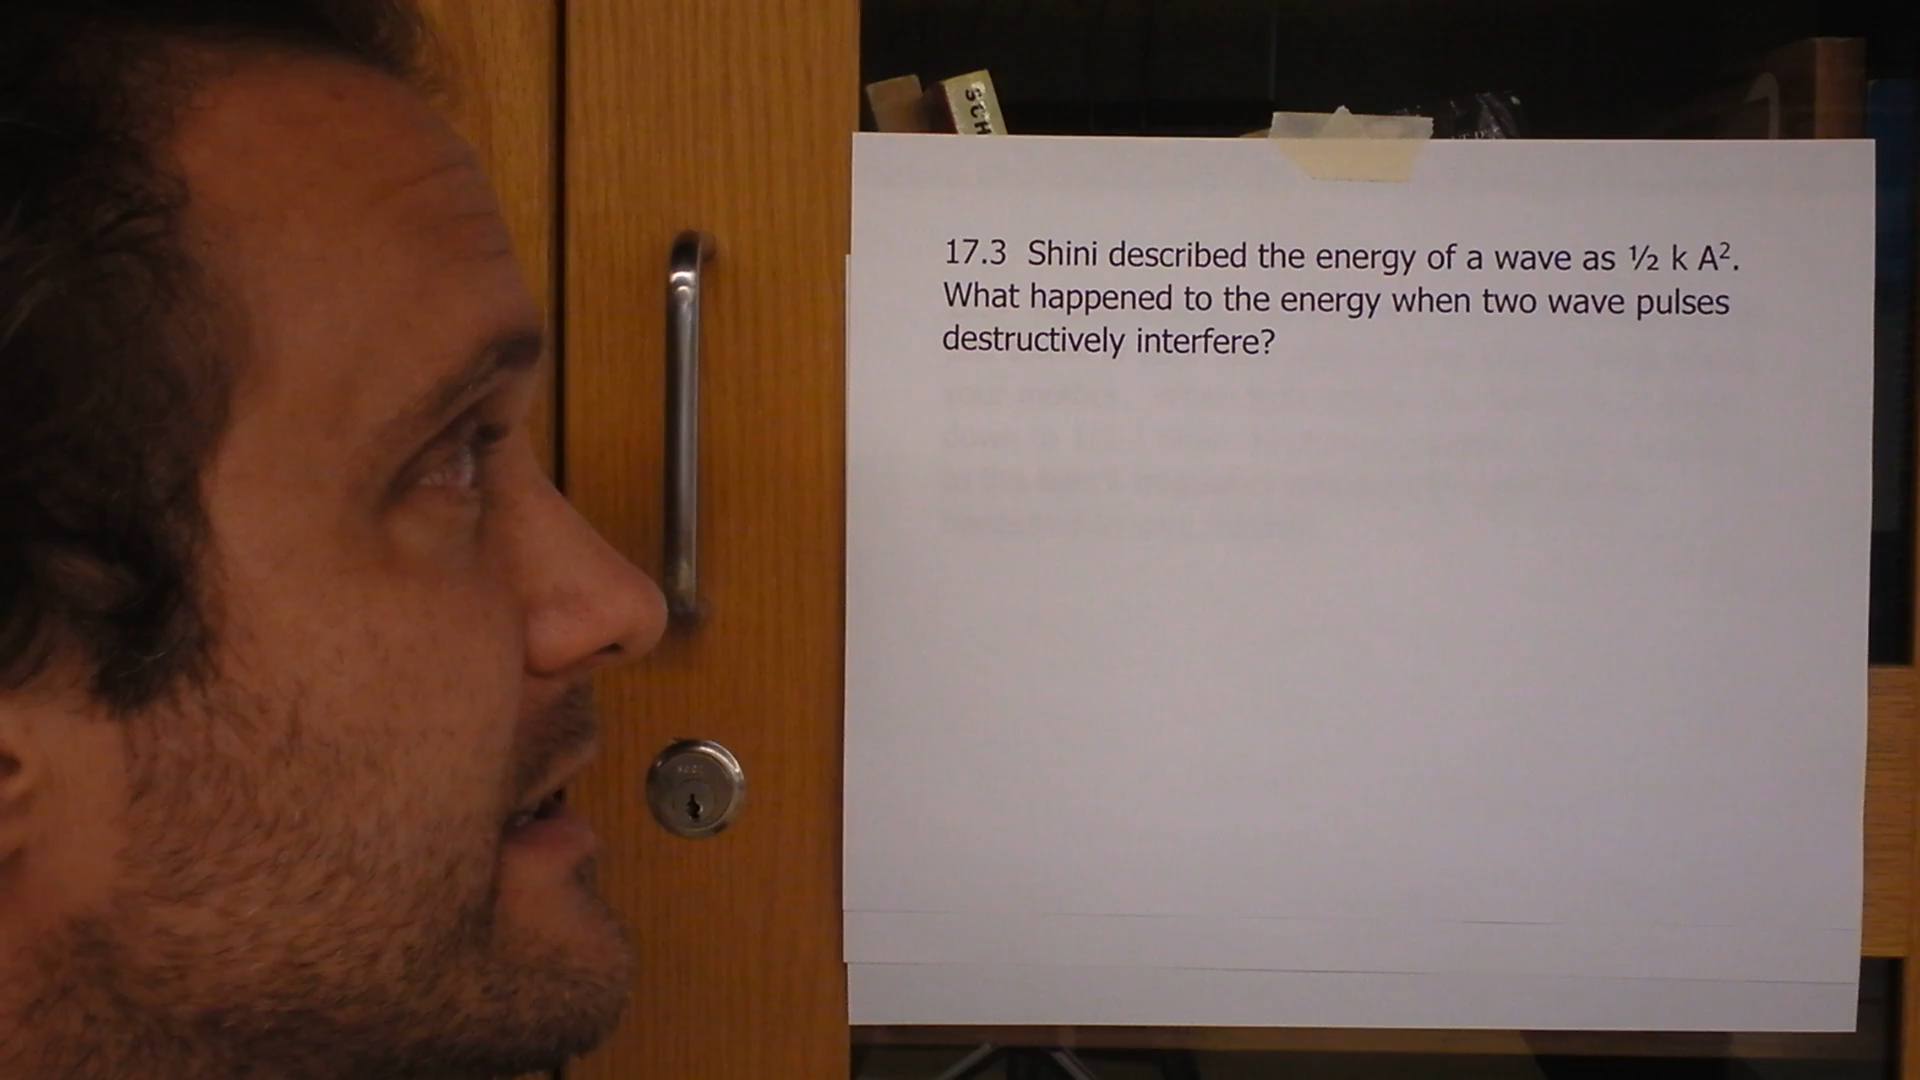 SCH
17.3 Shini described the energy of a wave as ½ k A².
What happened to the energy when two wave pulses
destructively interfere?